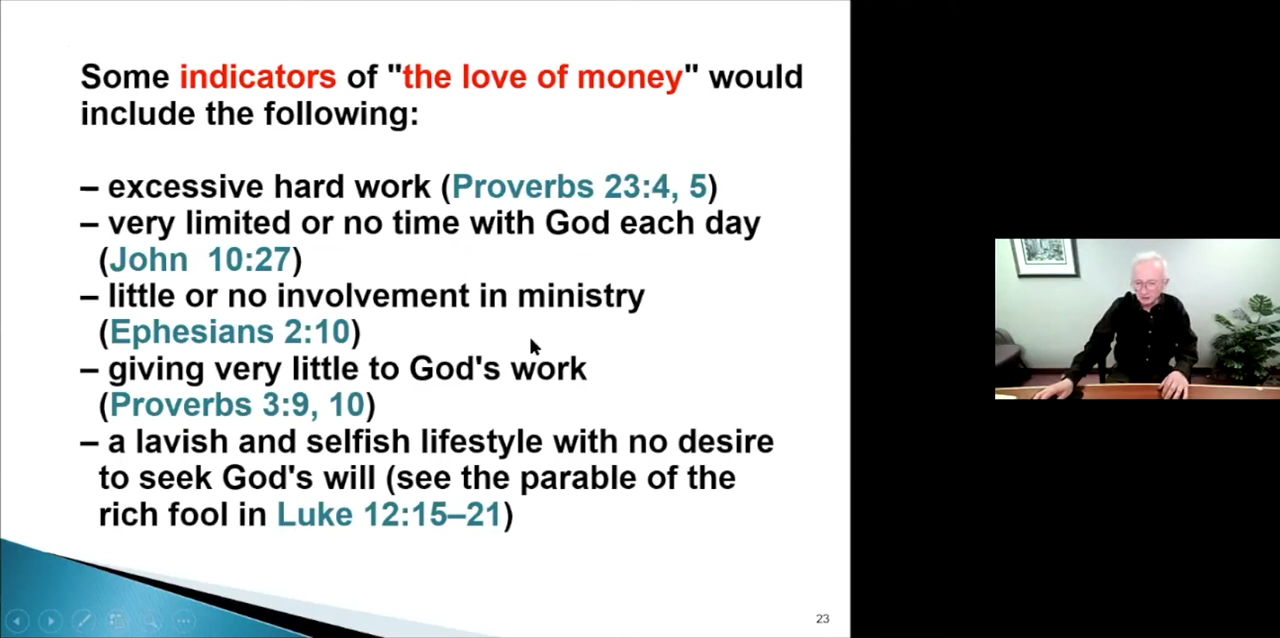 Some indicators of "the love of money" would
include the following:
– excessive hard work (Proverbs 23:4, 5)
– very limited or no time with God each day
(John  10:27)
– little or no involvement in ministry
(Ephesians 2:10)
– giving very little to God's work
(Proverbs 3:9, 10)
– a lavish and selfish lifestyle with no desire
to seek God's will (see the parable of the
rich fool in Luke 12:15–21)
23